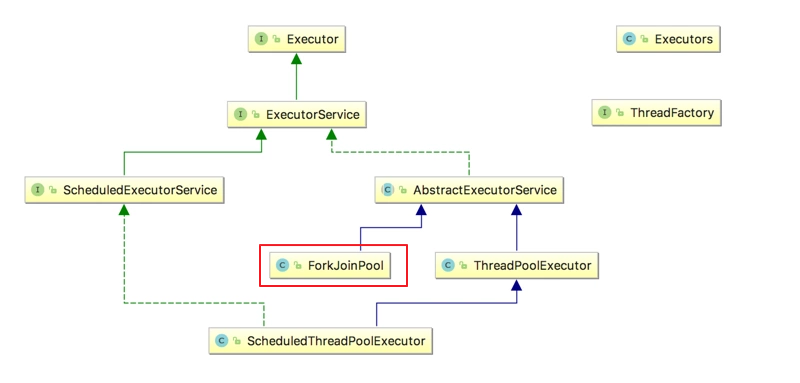 I Executor
C Executors
I ExecutorService
I ThreadFactory
I ScheduledExecutorService
C AbstractExecutorService
C ForkJoinPool
C ThreadPoolExecutor
C ScheduledThreadPoolExecutor